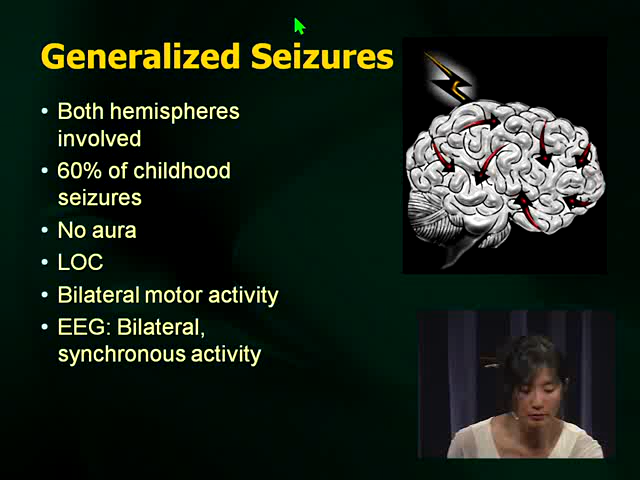 Generalized Seizures
• Both hemispheres
involved
• 60% of childhood
seizures
• No aura
• LOC
• Bilateral motor activity
• EEG: Bilateral,
synchronous activity